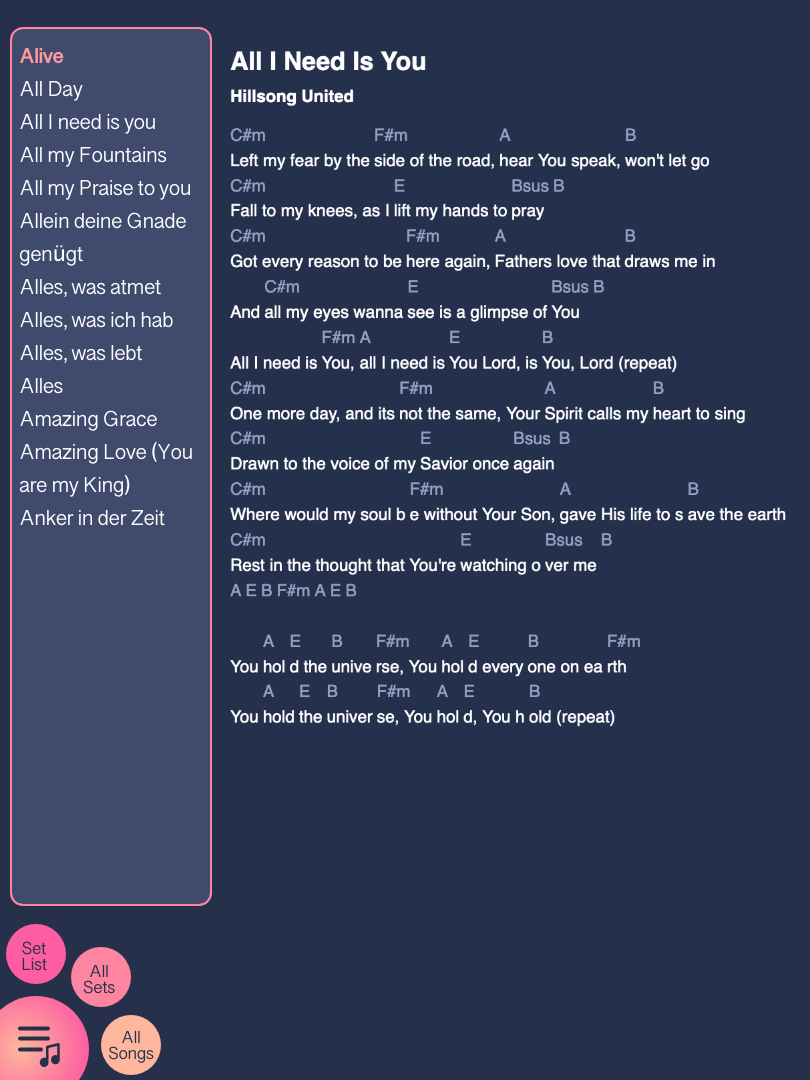 Alive
All Day
All I need is you
All my Fountains
All my Praise to you
Allein deine Gnade
genügt
Alles, was atmet
Alles, was ich hab
Alles, was lebt
Alles
Amazing Grace
Amazing Love (You
are my King)
Anker in der Zeit
All I Need Is You
Hillsong United
C#m F#m A B
Left my fear by the side of the road, hear You speak, won't let go
C#m E Bsus B
Fall to my knees, as I lift my hands to pray
C#m F#m A B
Got every reason to be here again, Fathers love that draws me in
C#m E Bsus B
And all my eyes wanna see is a glimpse of You
F#m A E B
All I need is You, all I need is You Lord, is You, Lord (repeat)
C#m F#m A B
One more day, and its not the same, Your Spirit calls my heart to sing
C#m E Bsus B
Drawn to the voice of my Savior once again
C#m F#m A B
Where would my soul b e without Your Son, gave His life to s ave the earth
C#m E Bsus B
Rest in the thought that You're watching o ver me
A E B F#m A E B
A E B F#m A E B F#m
You hol d the unive rse, You hol d every one on ea rth
A E B F#m A E B
You hold the univer se, You hol d, You h old (repeat)
Set
List
All
Sets
All
Songs